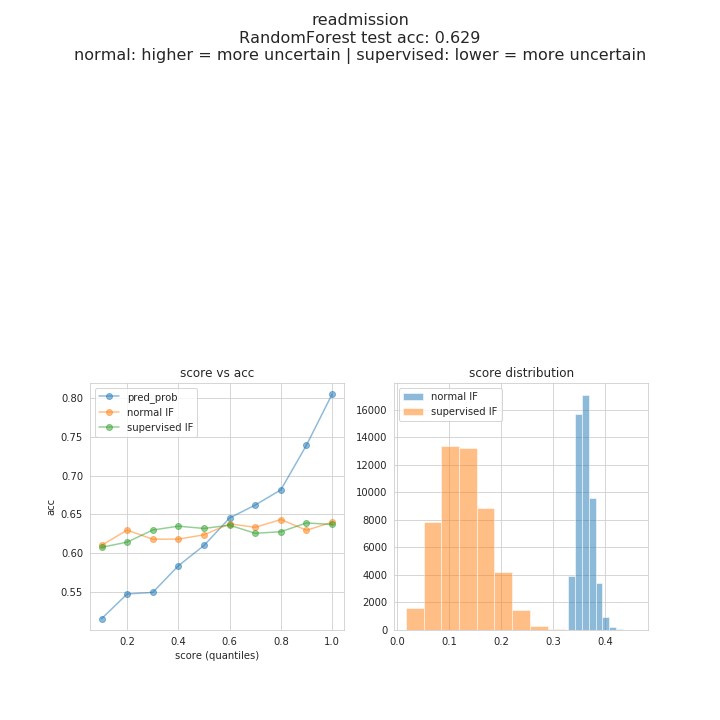 readmission
RandomForest test acc: 0.629
normal: higher = more uncertain | supervised: lower = more uncertain
score vs acc
pred_prob
normal IF
supervised IF
0.80
0.75
0.70
0.65
0.60
0.55
acc
0.2 0.4 0.6 0.8 1.0
score (quantiles)
score distribution
normal IF
supervised IF
16000
14000
12000
10000
8000
6000
4000
2000
0
0.0 0.1 0.2 0.3 0.4